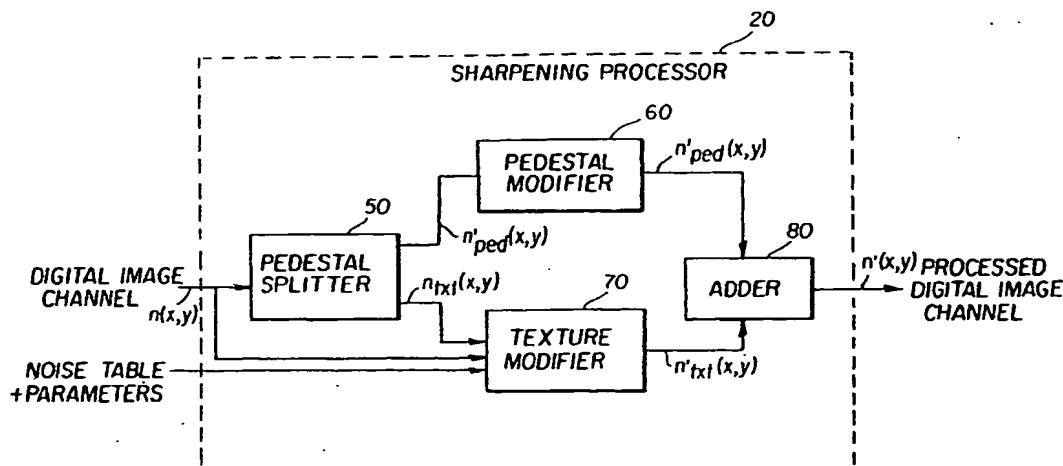 20
SHARPENING PROCESSOR
60
PEDESTAL
MODIFIER
n'ped(x,y)
50
PEDESTAL
SPLITTER
n'ped(x,y)
80
ADDER
n'(x,y)
PROCESSED
DIGITAL IMAGE
CHANNEL
DIGITAL IMAGE
CHANNEL
n(x,y)
ntxt(x,y)
70
TEXTURE
MODIFIER
n'txt(x,y)
NOISE TABLE
+PARAMETERS